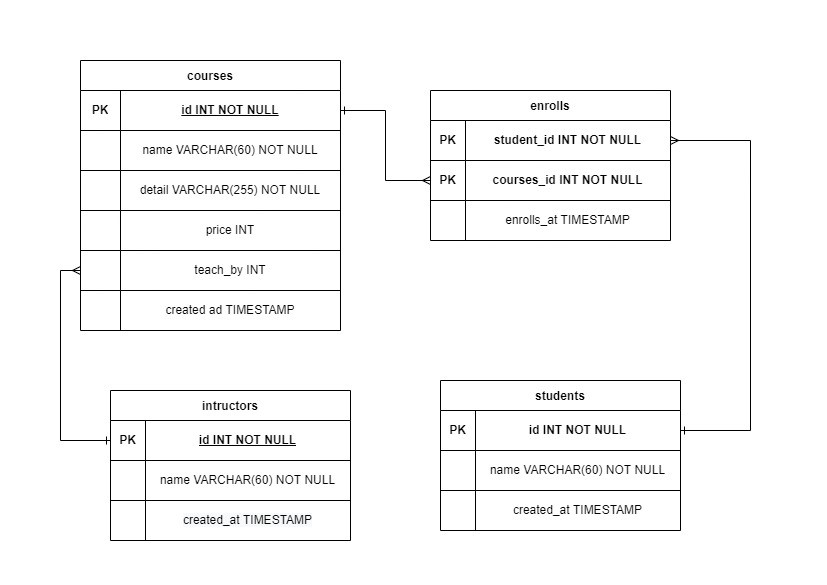 courses
PK id INT NOT NULL
name VARCHAR(60) NOT NULL
detail VARCHAR(255) NOT NULL
price INT
teach_by INT
created ad TIMESTAMP
enrolls
PK student_id INT NOT NULL
PK courses_id INT NOT NULL
enrolls_at TIMESTAMP
intructors
PK id INT NOT NULL
name VARCHAR(60) NOT NULL
created_at TIMESTAMP
students
PK id INT NOT NULL
name VARCHAR(60) NOT NULL
created_at TIMESTAMP